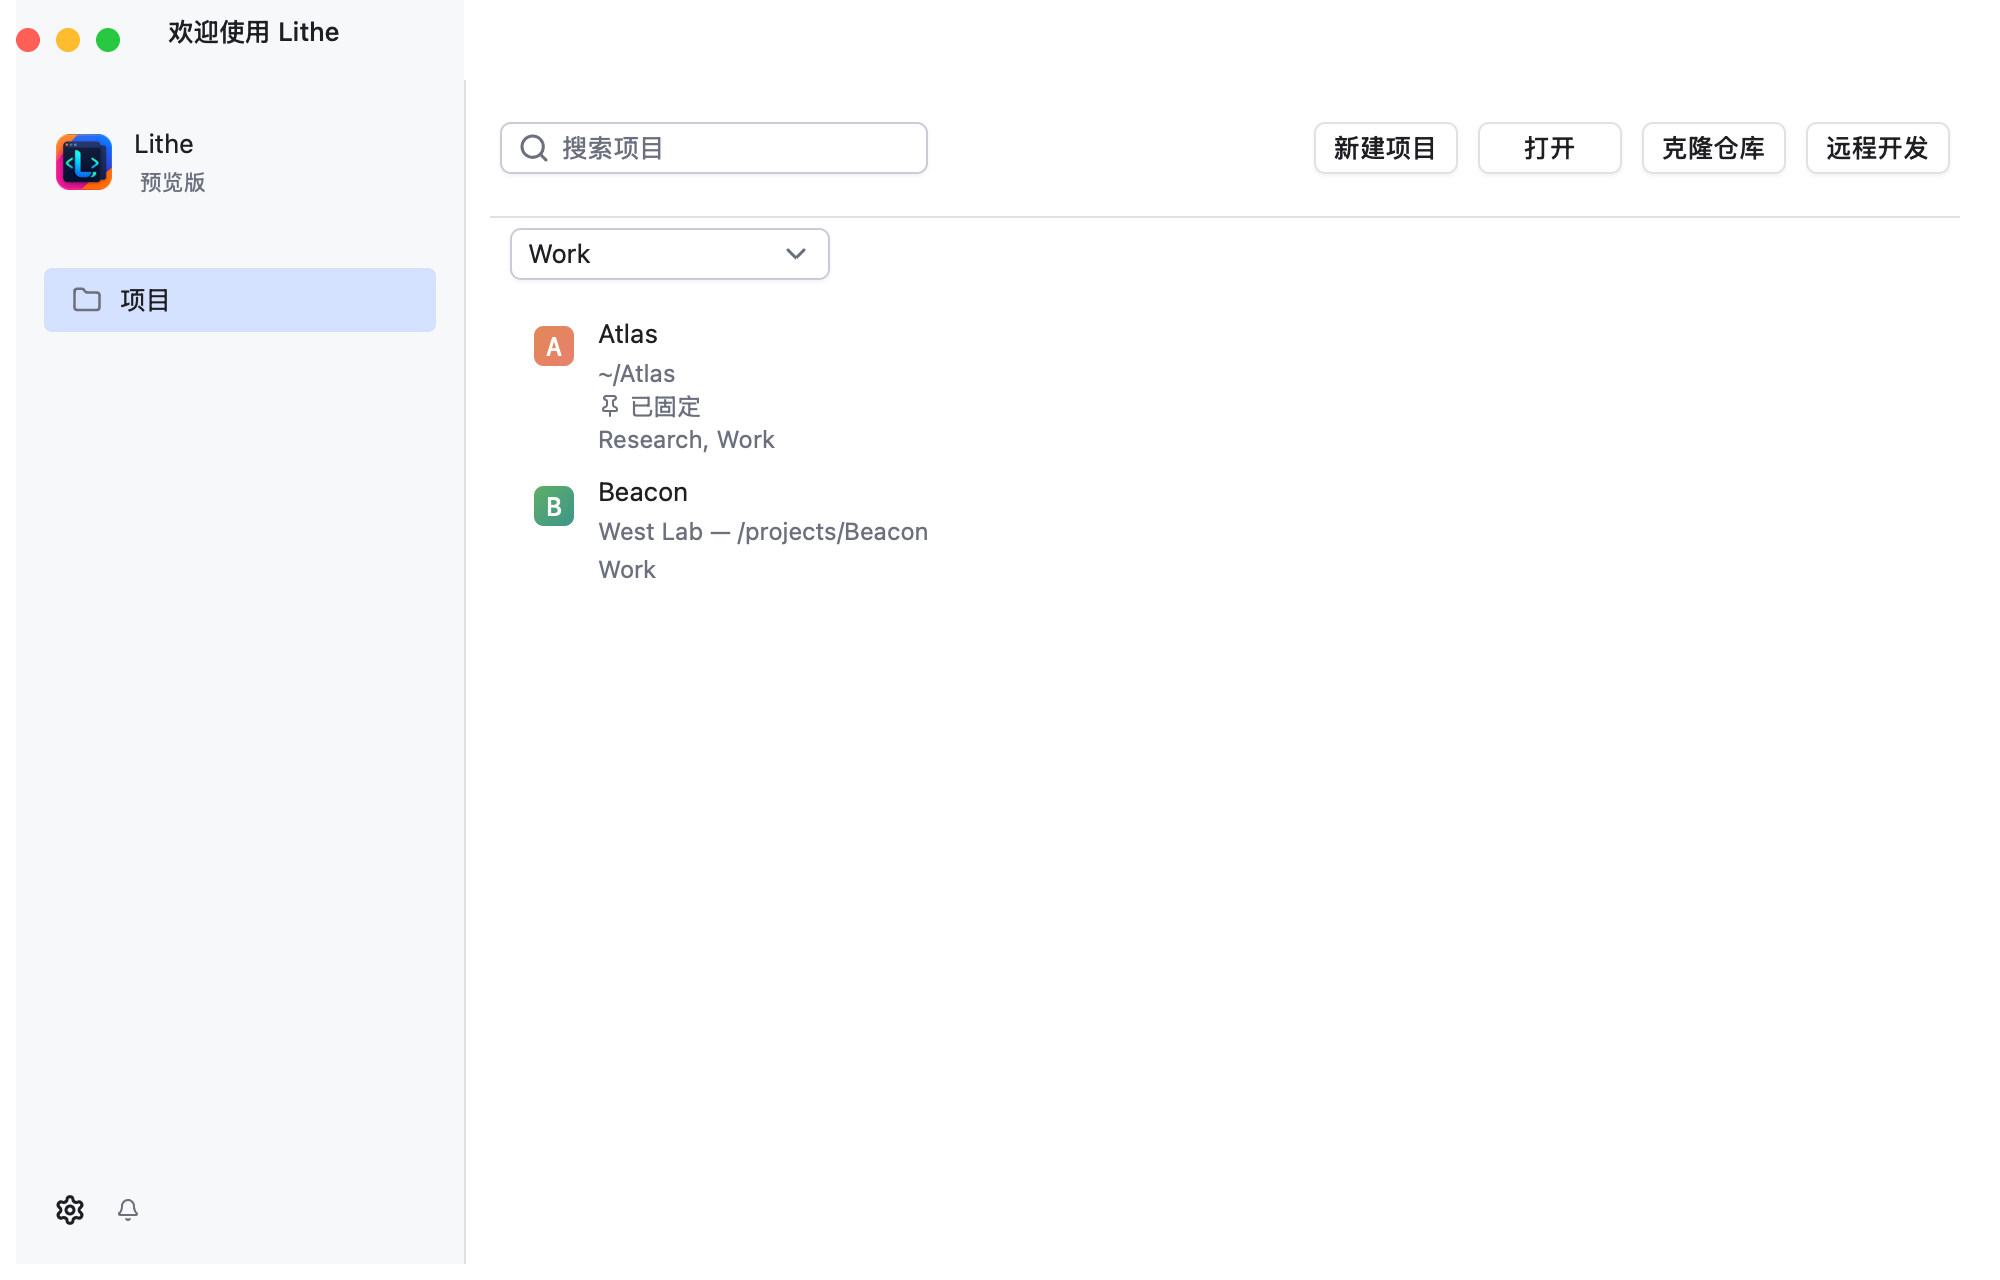 欢迎使用 Lithe
Lithe
预览版
项目
搜索项目
新建项目
打开
克隆仓库
远程开发
Work
A
Atlas
~/Atlas
已固定
Research, Work
B
Beacon
West Lab — /projects/Beacon
Work